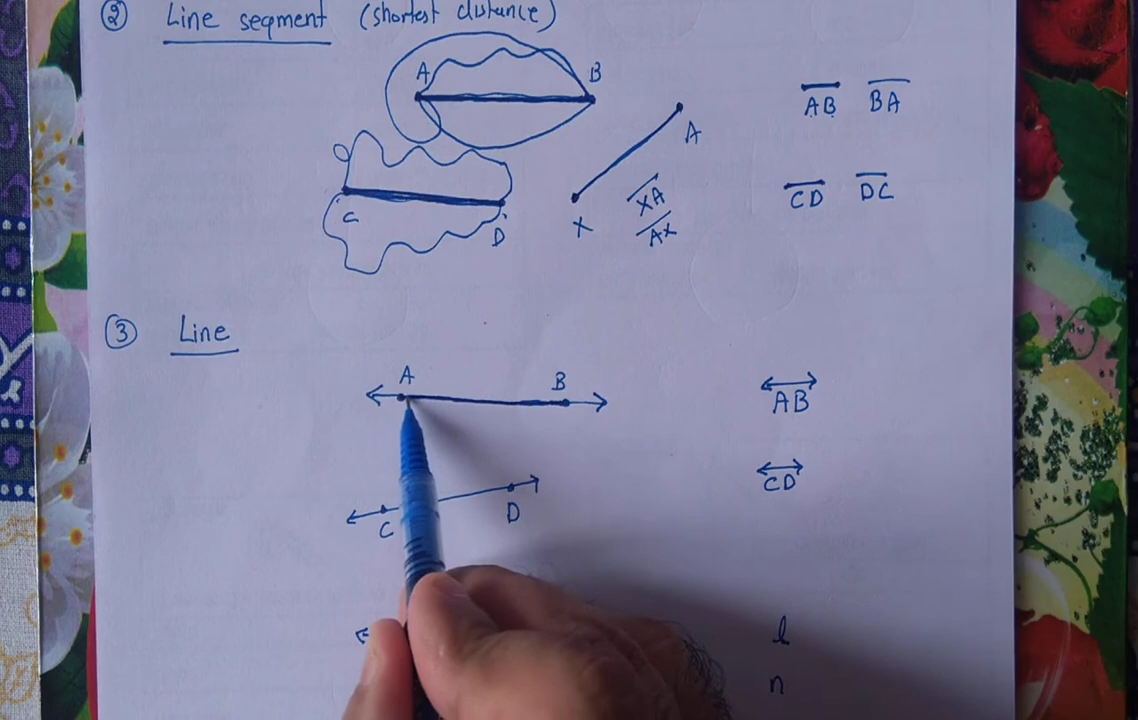 ② Line segment (shortest distance)
A B
AB BA
A
C D
X
XA
AX
CD DC
③ Line
A B
AB
C D
CD
l
n